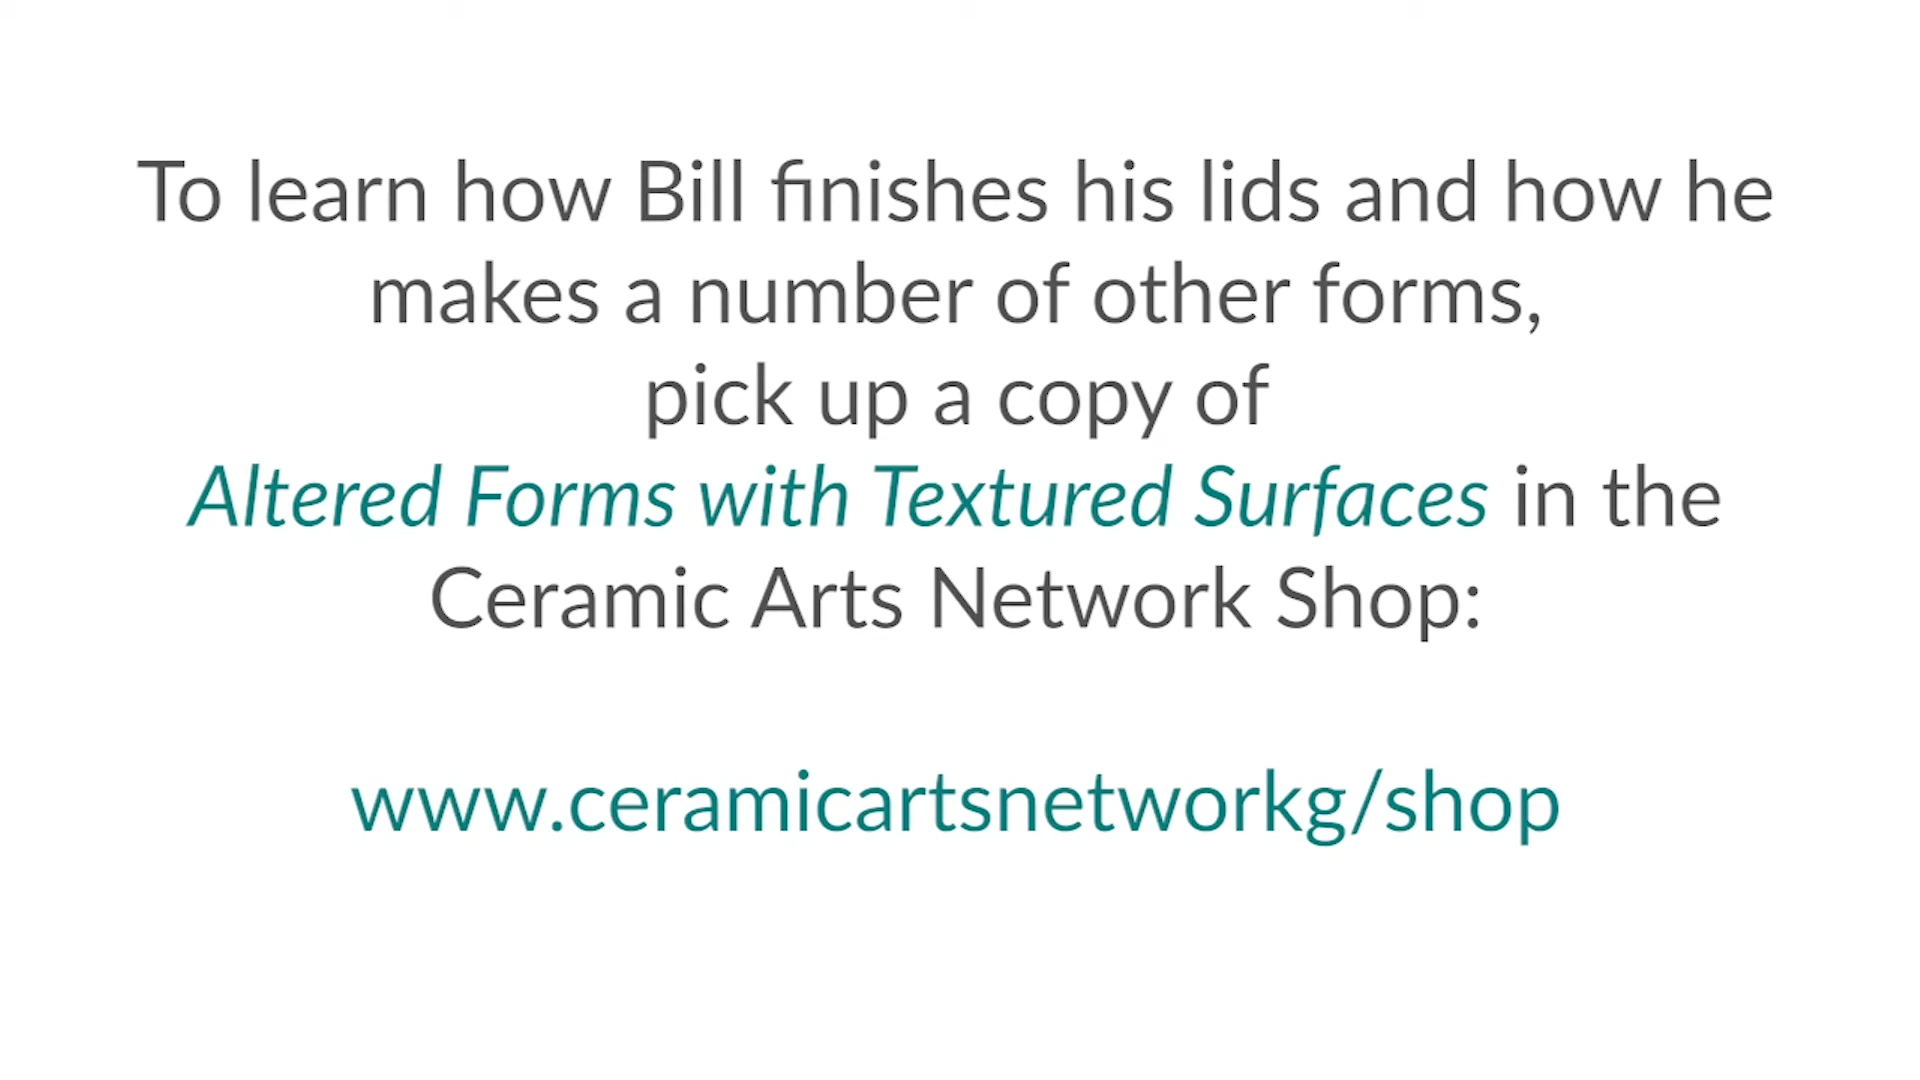 To learn how Bill finishes his lids and how he
makes a number of other forms,
pick up a copy of
Altered Forms with Textured Surfaces in the
Ceramic Arts Network Shop:
www.ceramicartsnetworkg/shop